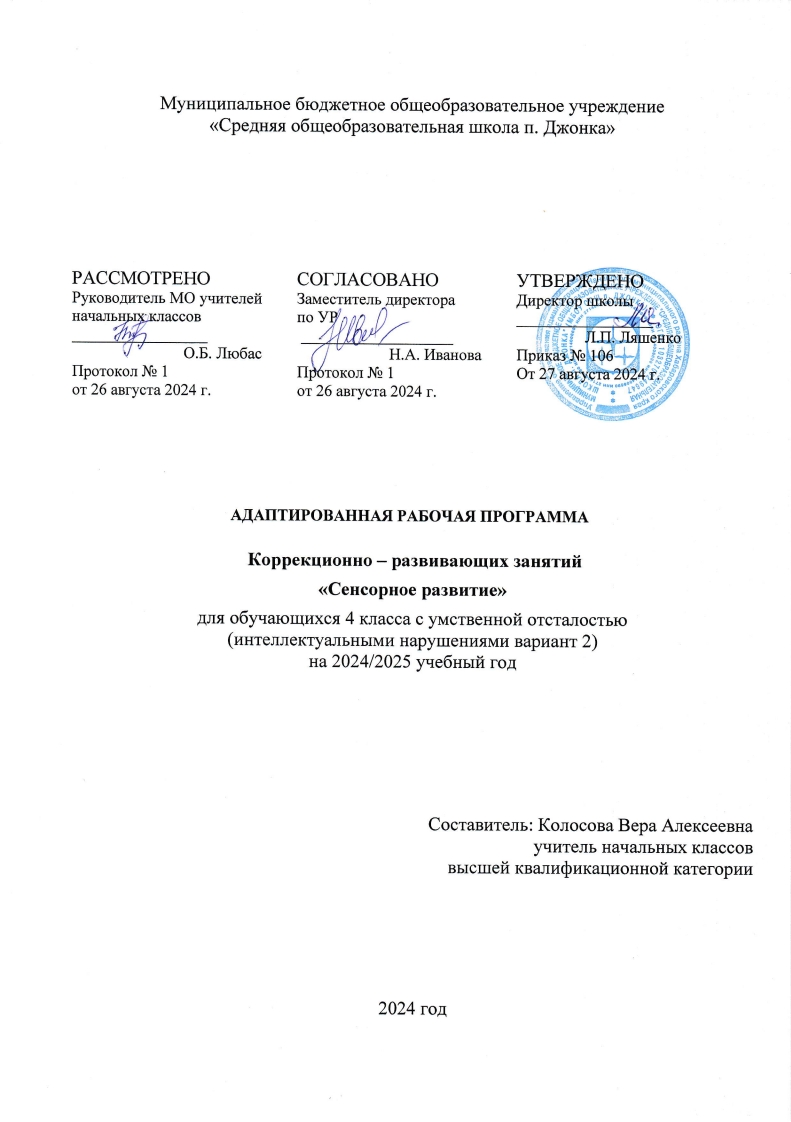 Муниципальное бюджетное общеобразовательное учреждение
«Средняя общеобразовательная школа п. Джонка»
РАССМОТРЕНО
Руководитель МО учителей
начальных классов
О.Б. Любас
Протокол № 1
от 26 августа 2024 г.
СОГЛАСОВАНО
Заместитель директора
по УР
Н.А. Иванова
Протокол № 1
от 26 августа 2024 г.
УТВЕРЖДЕНО
Директор школы
Л.П. Ляшенко
Приказ № 106
От 27 августа 2024 г.
АДАПТИРОВАННАЯ РАБОЧАЯ ПРОГРАММА
Коррекционно – развивающих занятий
«Сенсорное развитие»
для обучающихся 4 класса с умственной отсталостью
(интеллектуальными нарушениями вариант 2)
на 2024/2025 учебный год
Составитель: Колосова Вера Алексеевна
учитель начальных классов
высшей квалификационной категории
2024 год